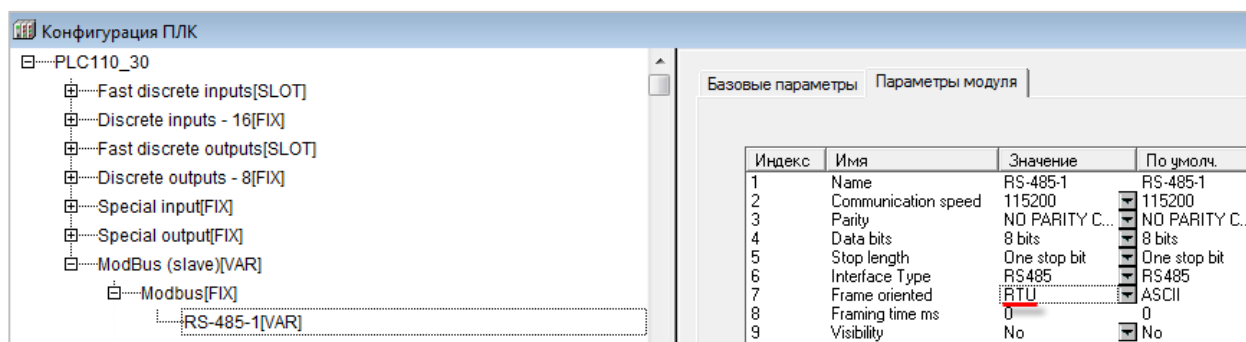 Конфигурация ПЛК
PLC110_30
Fast discrete inputs[SLOT]
Discrete inputs - 16[FIX]
Fast discrete outputs[SLOT]
Discrete outputs - 8[FIX]
Special input[FIX]
Special output[FIX]
ModBus (slave)[VAR]
Modbus[FIX]
RS-485-1[VAR]
Базовые параметры Параметры модуля
Индекс Имя Значение По умолч.
1 Name RS-485-1 RS-485-1
2 Communication speed 115200 115200
3 Parity NO PARITY C... NO PARITY C...
4 Data bits 8 bits 8 bits
5 Stop length One stop bit One stop bit
6 Interface Type RS485 RS485
7 Frame oriented RTU ASCII
8 Framing time ms 0 0
9 Visibility No No